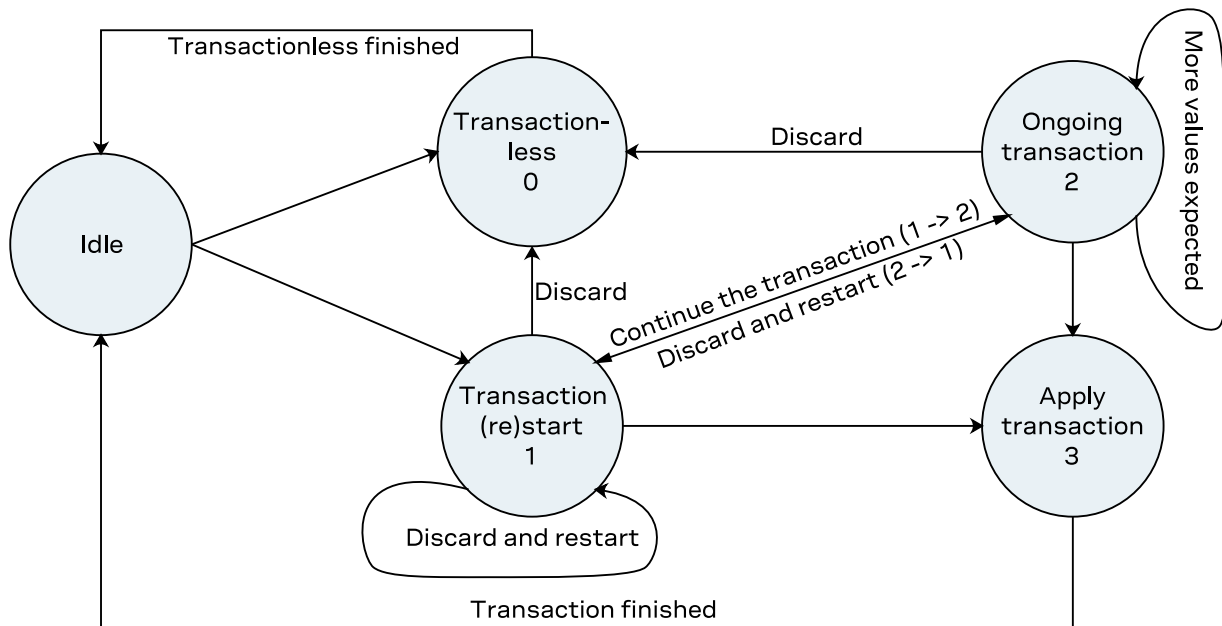 Transactionless finished
Transaction-
less
0
Discard
Ongoing
transaction
2
More values expected
Idle
Discard
Continue the transaction (1 -> 2)
Discard and restart (2 -> 1)
Transaction
(re)start
1
Apply
transaction
3
Discard and restart
Transaction finished